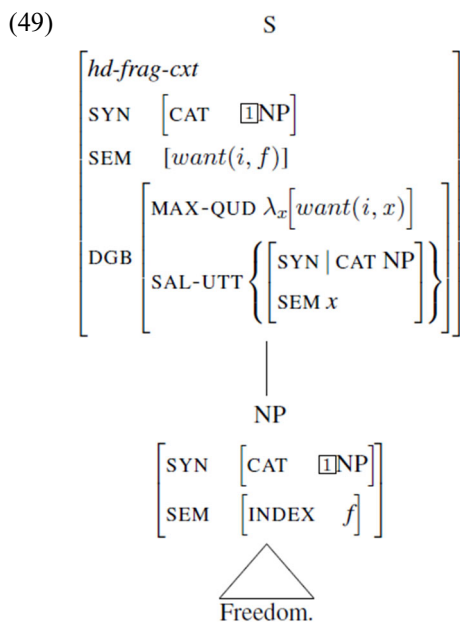 (49) S
hd-frag-cxt
SYN [CAT 1NP]
SEM [want(i, f)]
DGB
MAX-QUD λx[want(i, x)]
SAL-UTT {
SYN | CAT NP
SEM x
}
NP
SYN [CAT 1NP]
SEM [INDEX f]
Freedom.